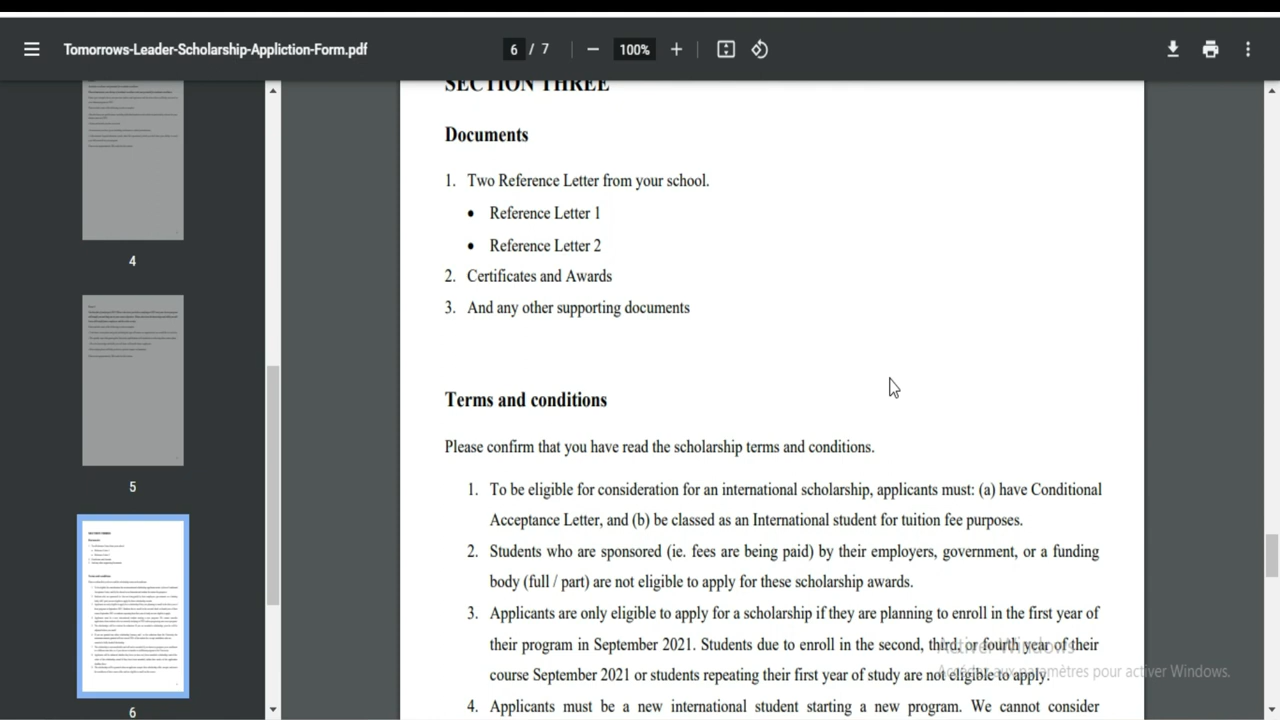 Tomorrows-Leader-Scholarship-Appliction-Form.pdf
6 / 7
100%
SECTION THREE
Documents
1. Two Reference Letter from your school.
• Reference Letter 1
• Reference Letter 2
2. Certificates and Awards
3. And any other supporting documents
Terms and conditions
Please confirm that you have read the scholarship terms and conditions.
1. To be eligible for consideration for an international scholarship, applicants must: (a) have Conditional
Acceptance Letter, and (b) be classed as an International student for tuition fee purposes.
2. Students who are sponsored (ie. fees are being paid) by their employers, government, or a funding
body (full / part) are not eligible to apply for these scholarship awards.
3. Applicants are only eligible to apply for a scholarship if they're planning to enroll in the first year of
their program in September 2021. Students due to enroll in the second, third, or fourth year of their
course September 2021 or students repeating their first year of study are not eligible to apply.
4. Applicants must be a new international student starting a new program. We cannot consider
4
5
6
Windows
paramètres pour activer Windows.